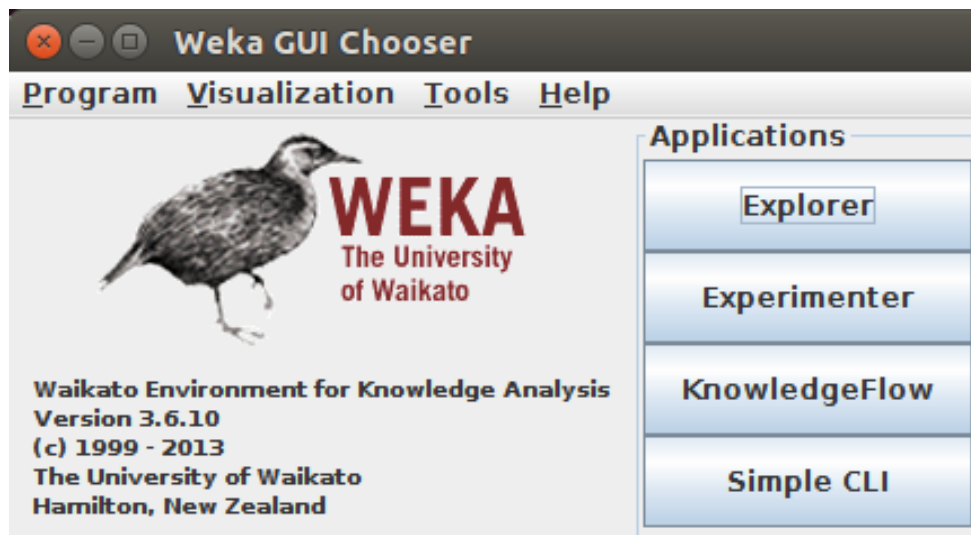 Weka GUI Chooser
Program Visualization Tools Help
WEKA
The University
of Waikato
Waikato Environment for Knowledge Analysis
Version 3.6.10
(c) 1999 - 2013
The University of Waikato
Hamilton, New Zealand
Applications
Explorer
Experimenter
KnowledgeFlow
Simple CLI